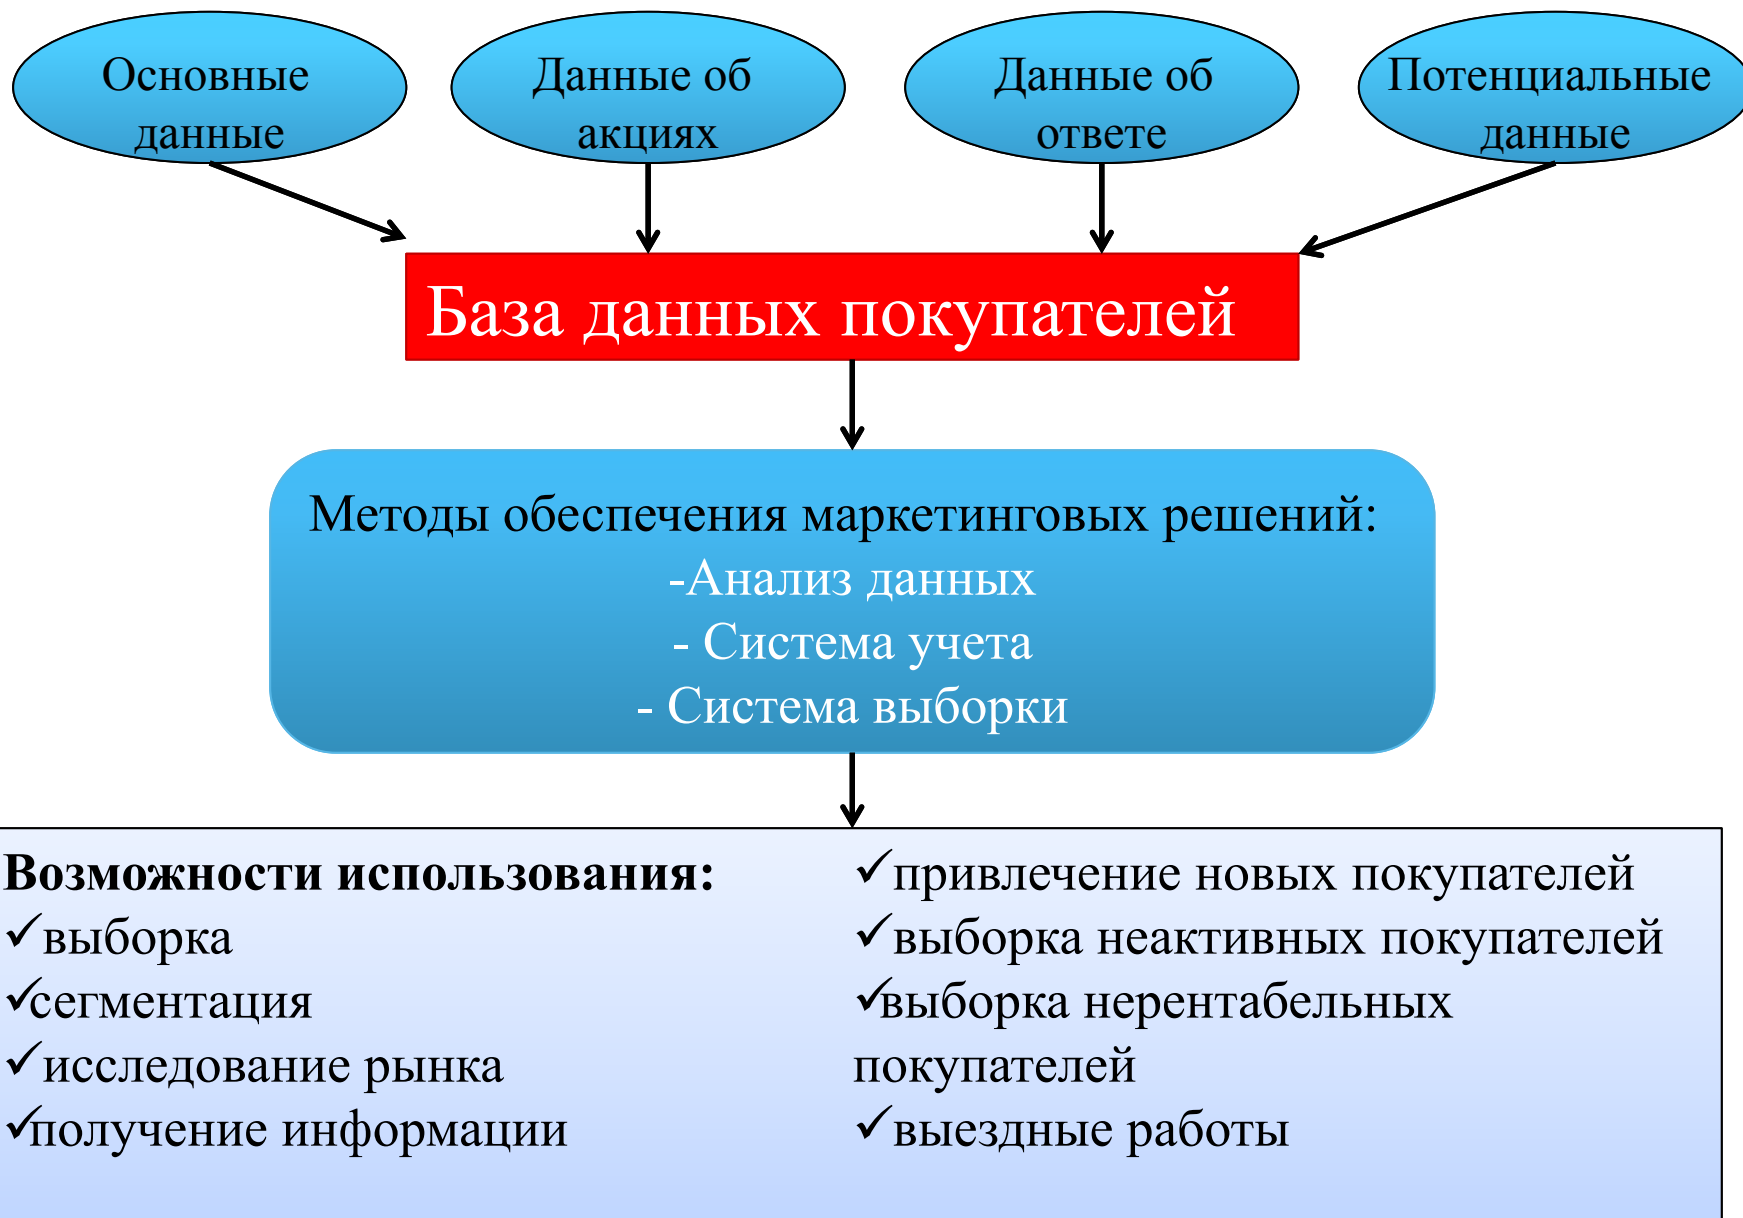 Основные
данные
Данные об
акциях
Данные об
ответе
Потенциальные
данные
База данных покупателей
Методы обеспечения маркетинговых решений:
-Анализ данных
- Система учета
- Система выборки
Возможности использования:
✓выборка
✓сегментация
✓исследование рынка
✓получение информации
✓привлечение новых покупателей
✓выборка неактивных покупателей
✓выборка нерентабельных
покупателей
✓выездные работы